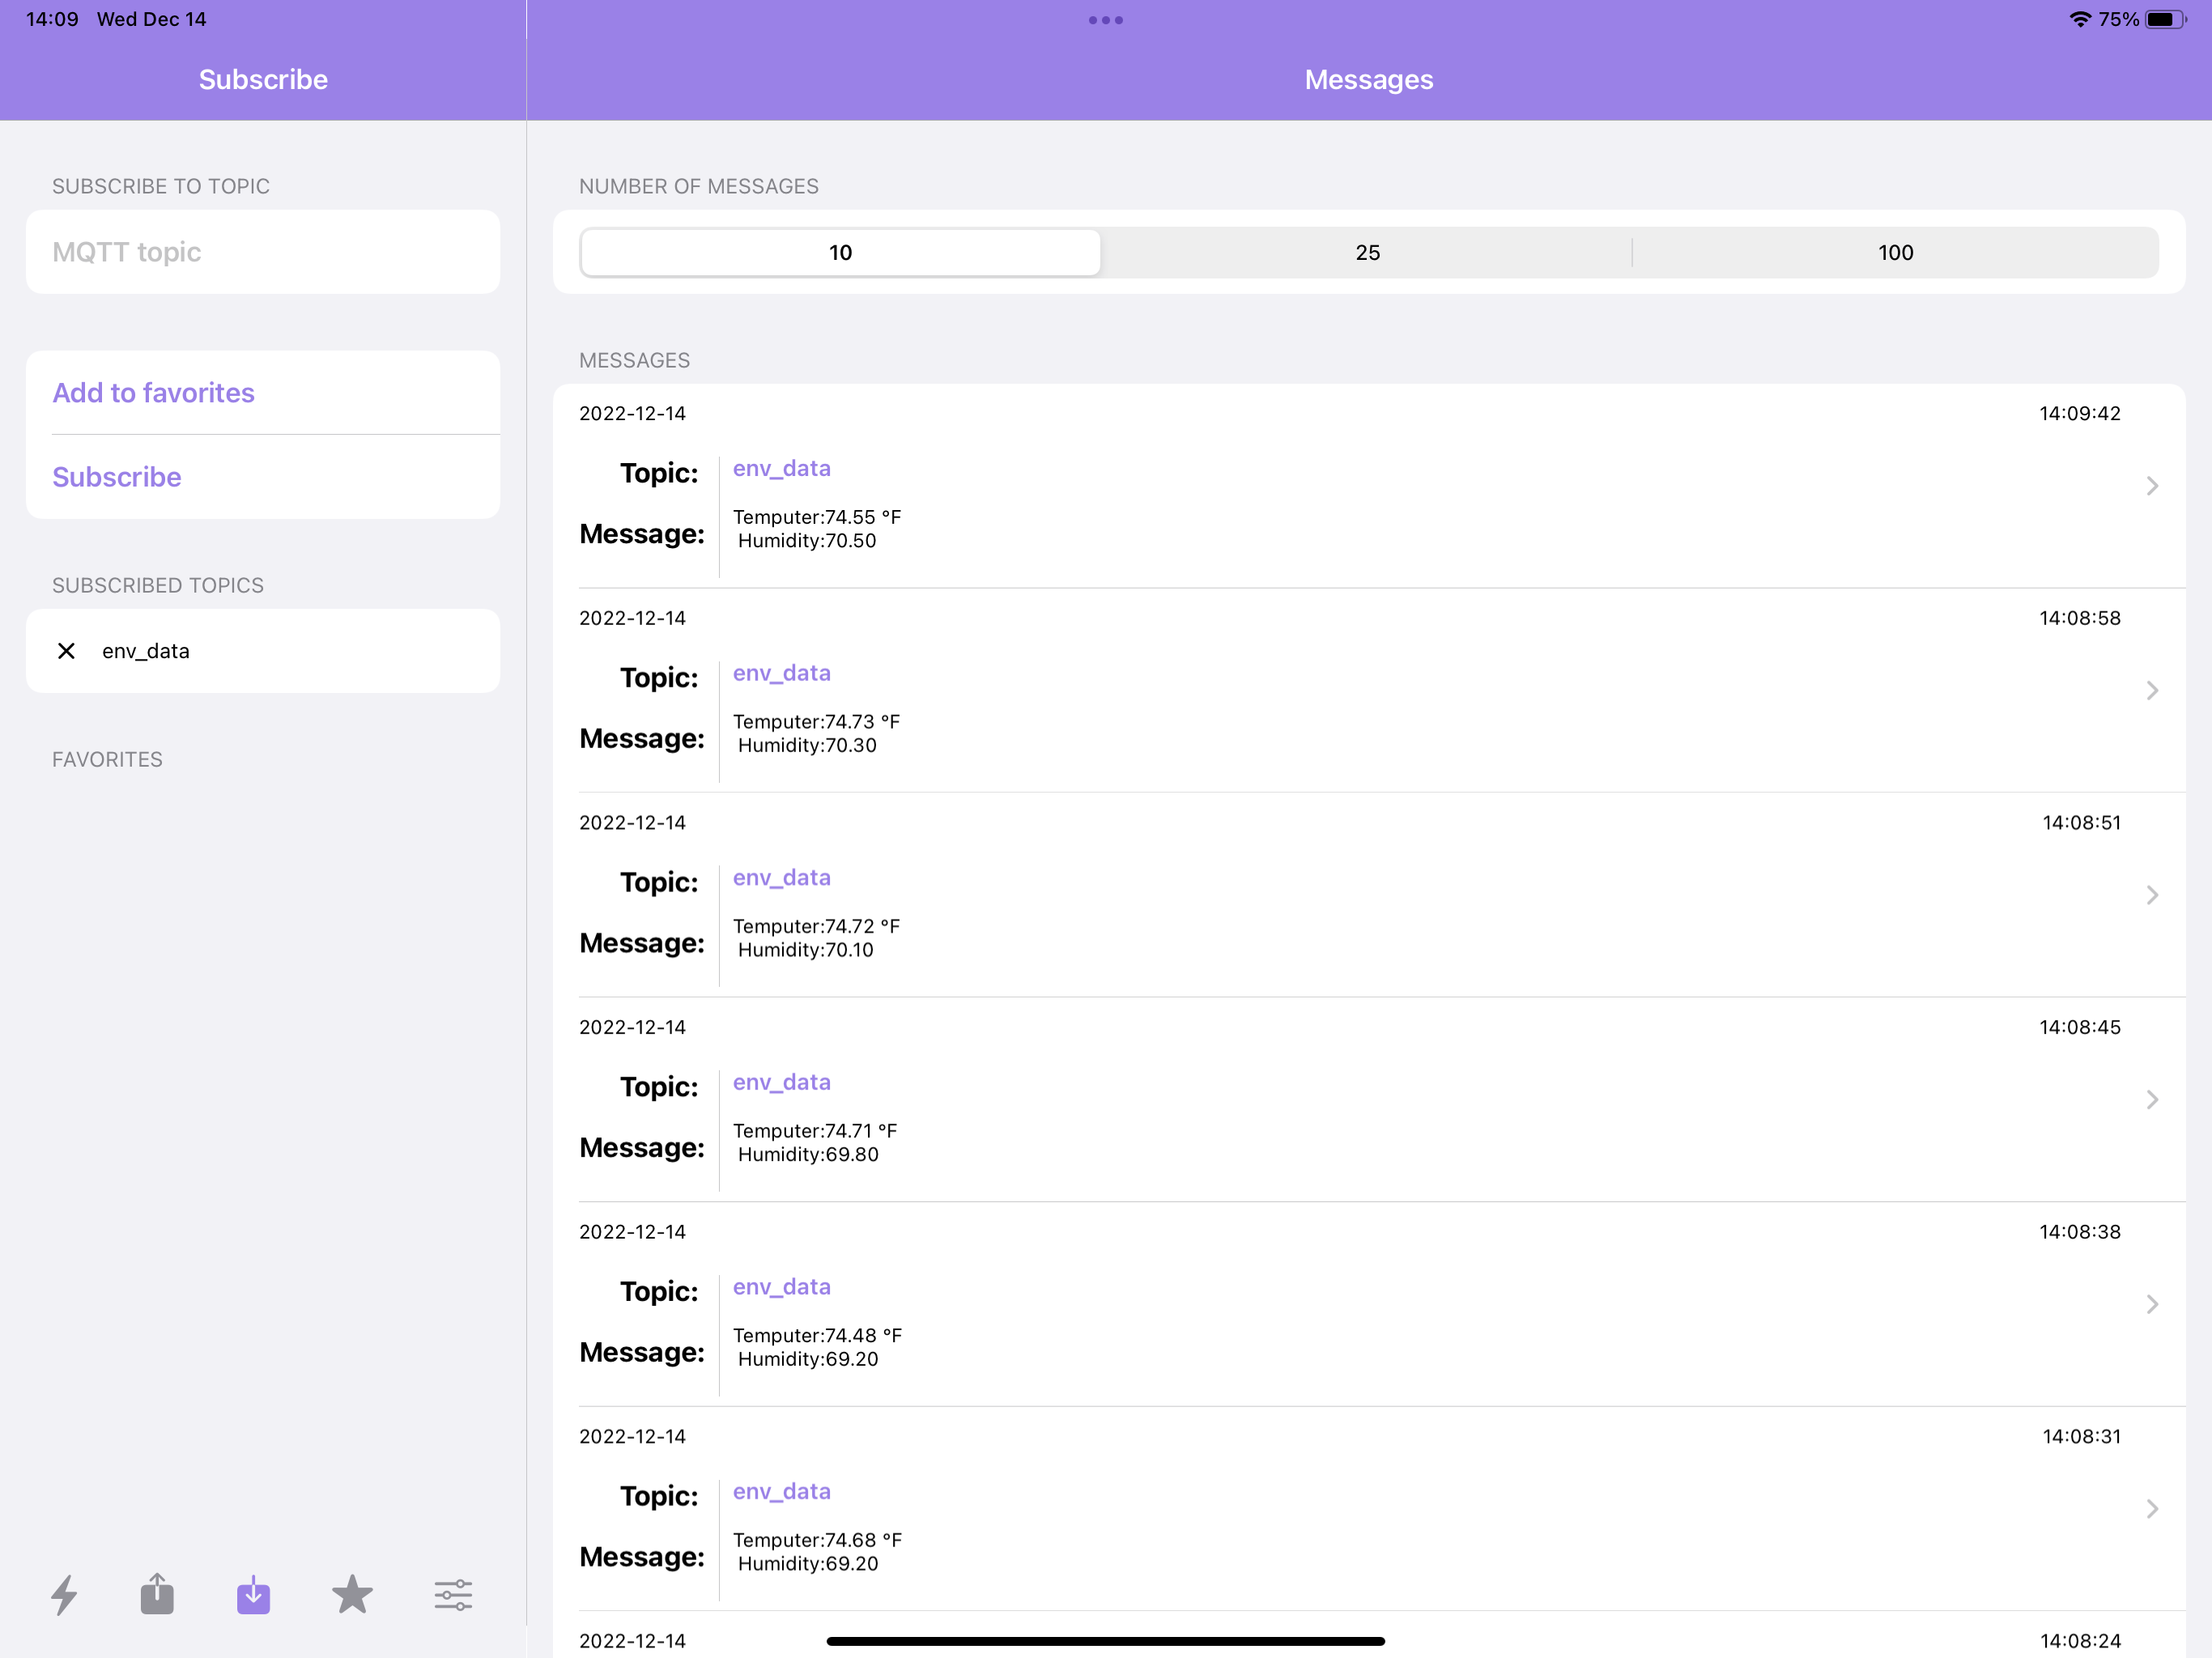 14:09 Wed Dec 14
75%
Subscribe
Messages
SUBSCRIBE TO TOPIC
MQTT topic
Add to favorites
Subscribe
SUBSCRIBED TOPICS
env_data
FAVORITES
NUMBER OF MESSAGES
10 25 100
MESSAGES
2022-12-14 14:09:42
Topic: env_data
Message: Temputer:74.55 °F
Humidity:70.50
2022-12-14 14:08:58
Topic: env_data
Message: Temputer:74.73 °F
Humidity:70.30
2022-12-14 14:08:51
Topic: env_data
Message: Temputer:74.72 °F
Humidity:70.10
2022-12-14 14:08:45
Topic: env_data
Message: Temputer:74.71 °F
Humidity:69.80
2022-12-14 14:08:38
Topic: env_data
Message: Temputer:74.48 °F
Humidity:69.20
2022-12-14 14:08:31
Topic: env_data
Message: Temputer:74.68 °F
Humidity:69.20
2022-12-14 14:08:24